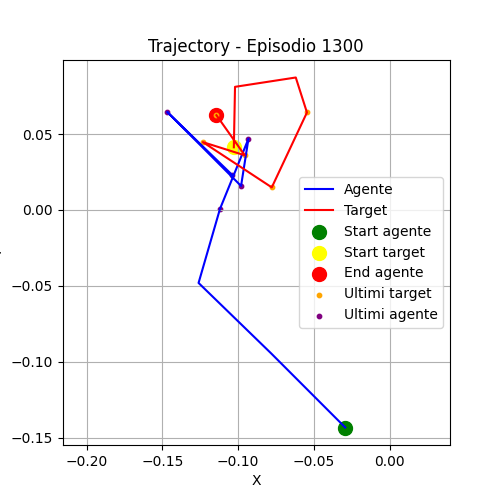 Trajectory - Episodio 1300
0.05
0.00
−0.05
−0.10
−0.15
Agente
Target
Start agente
Start target
End agente
Ultimi target
Ultimi agente
−0.20
−0.15
−0.10
−0.05
0.00
X